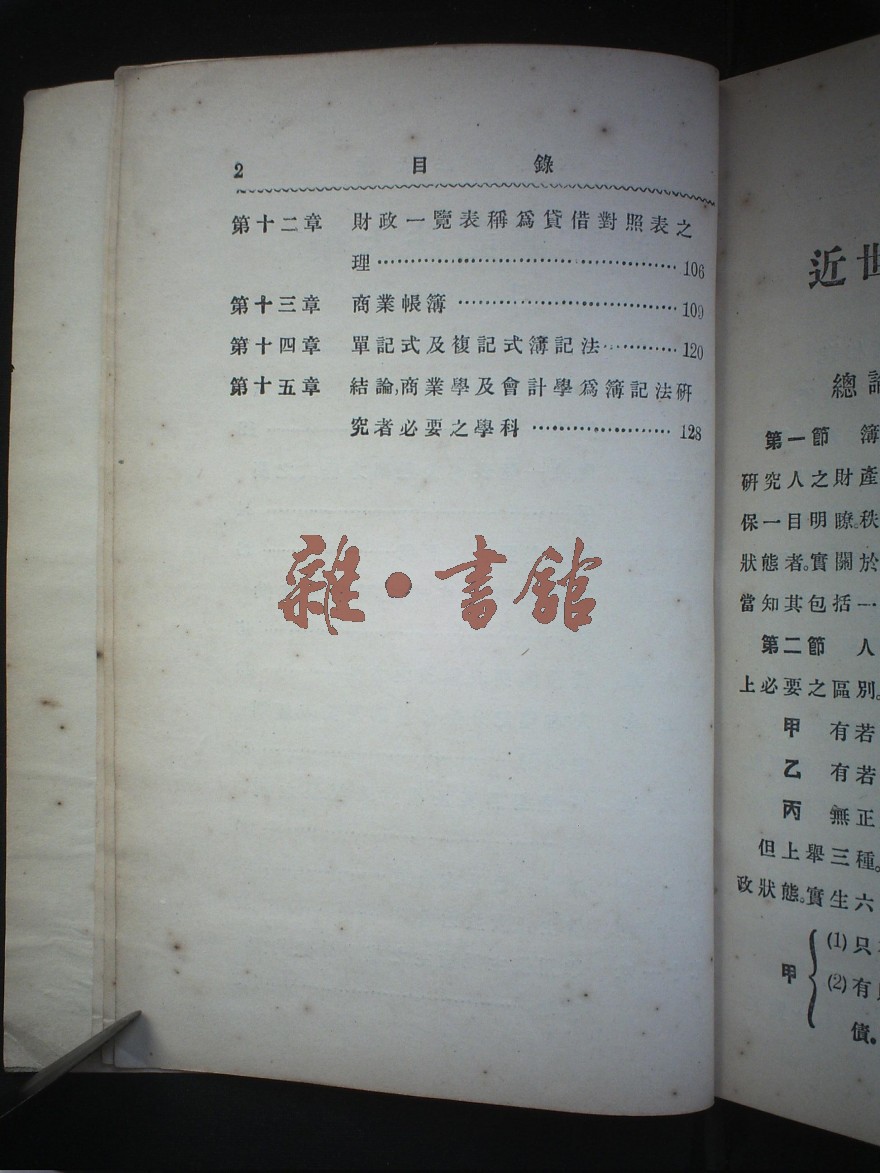 2 目錄
第十二章 財政一覽表稱爲貸借對照表之
理 106
第十三章 商業帳簿 109
第十四章 單記式及複記式簿記法 120
第十五章 結論,商業學及會計學爲簿記法研
究者必要之學科 128
雜•書館
近世
總論
第一節 簿
研究人之財產
保一目明瞭。秩
狀態者。實關於
當知其包括一
第二節 人
上必要之區別。
甲 有若
乙 有若
丙 無正
但上舉三種。
政狀態。實生六
甲
(1) 只
(2) 有
債。